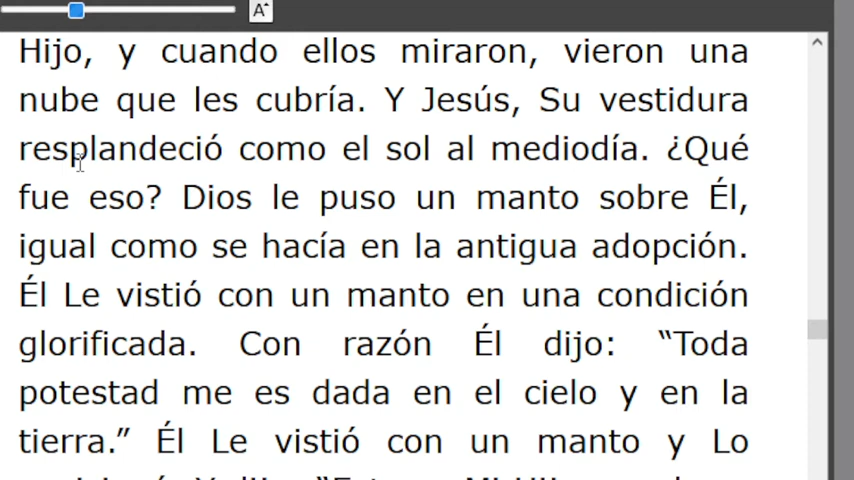 A
Hijo, y cuando ellos miraron, vieron una
nube que les cubría. Y Jesús, Su vestidura
resplandeció como el sol al mediodía. ¿Qué
fue eso? Dios le puso un manto sobre Él,
igual como se hacía en la antigua adopción.
Él Le vistió con un manto en una condición
glorificada. Con razón Él dijo: “Toda
potestad me es dada en el cielo y en la
tierra.” Él Le vistió con un manto y Lo